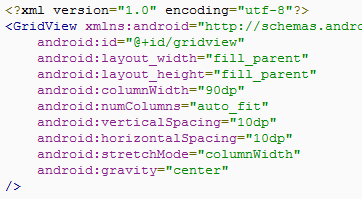 <?xml version="1.0" encoding="utf-8"?>
<GridView xmlns:android="http://schemas.andro
    android:id="@+id/gridview"
    android:layout_width="fill_parent"
    android:layout_height="fill_parent"
    android:columnWidth="90dp"
    android:numColumns="auto_fit"
    android:verticalSpacing="10dp"
    android:horizontalSpacing="10dp"
    android:stretchMode="columnWidth"
    android:gravity="center"
/>